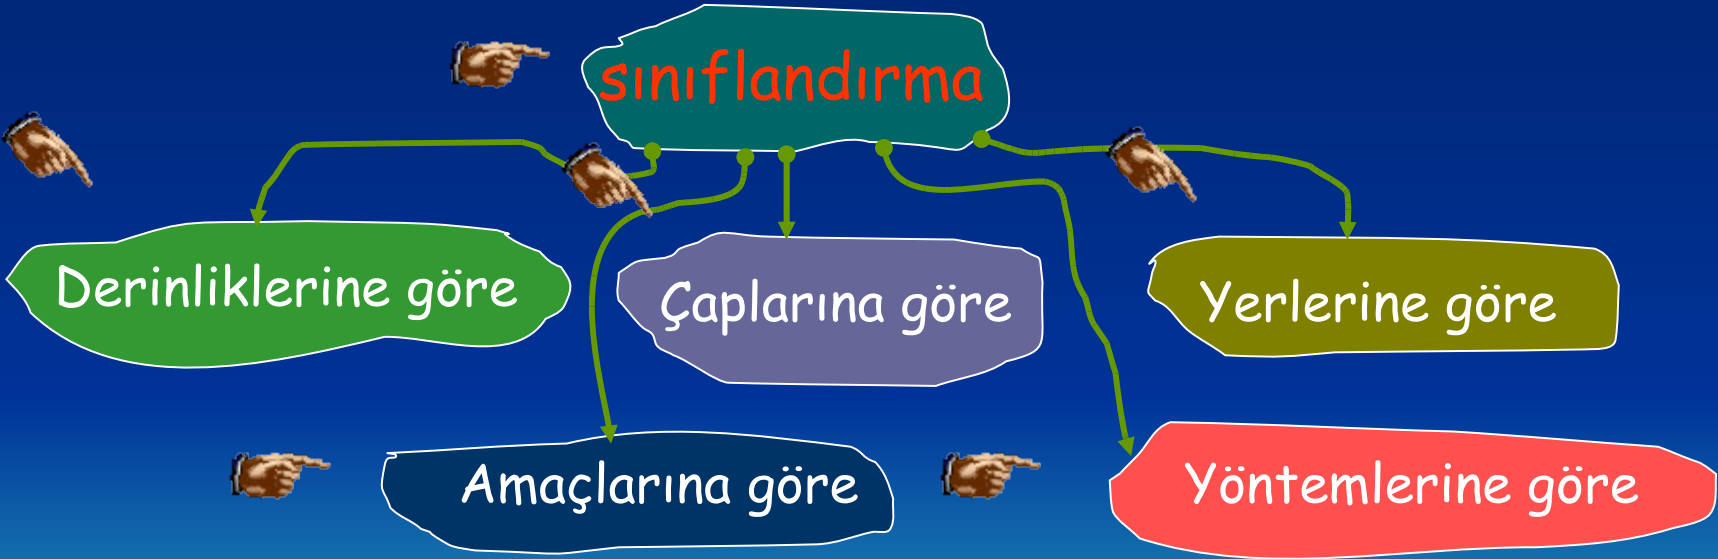 sınıflandırma
Derinliklerine göre
Çaplarına göre
Yerlerine göre
Amaçlarına göre
Yöntemlerine göre